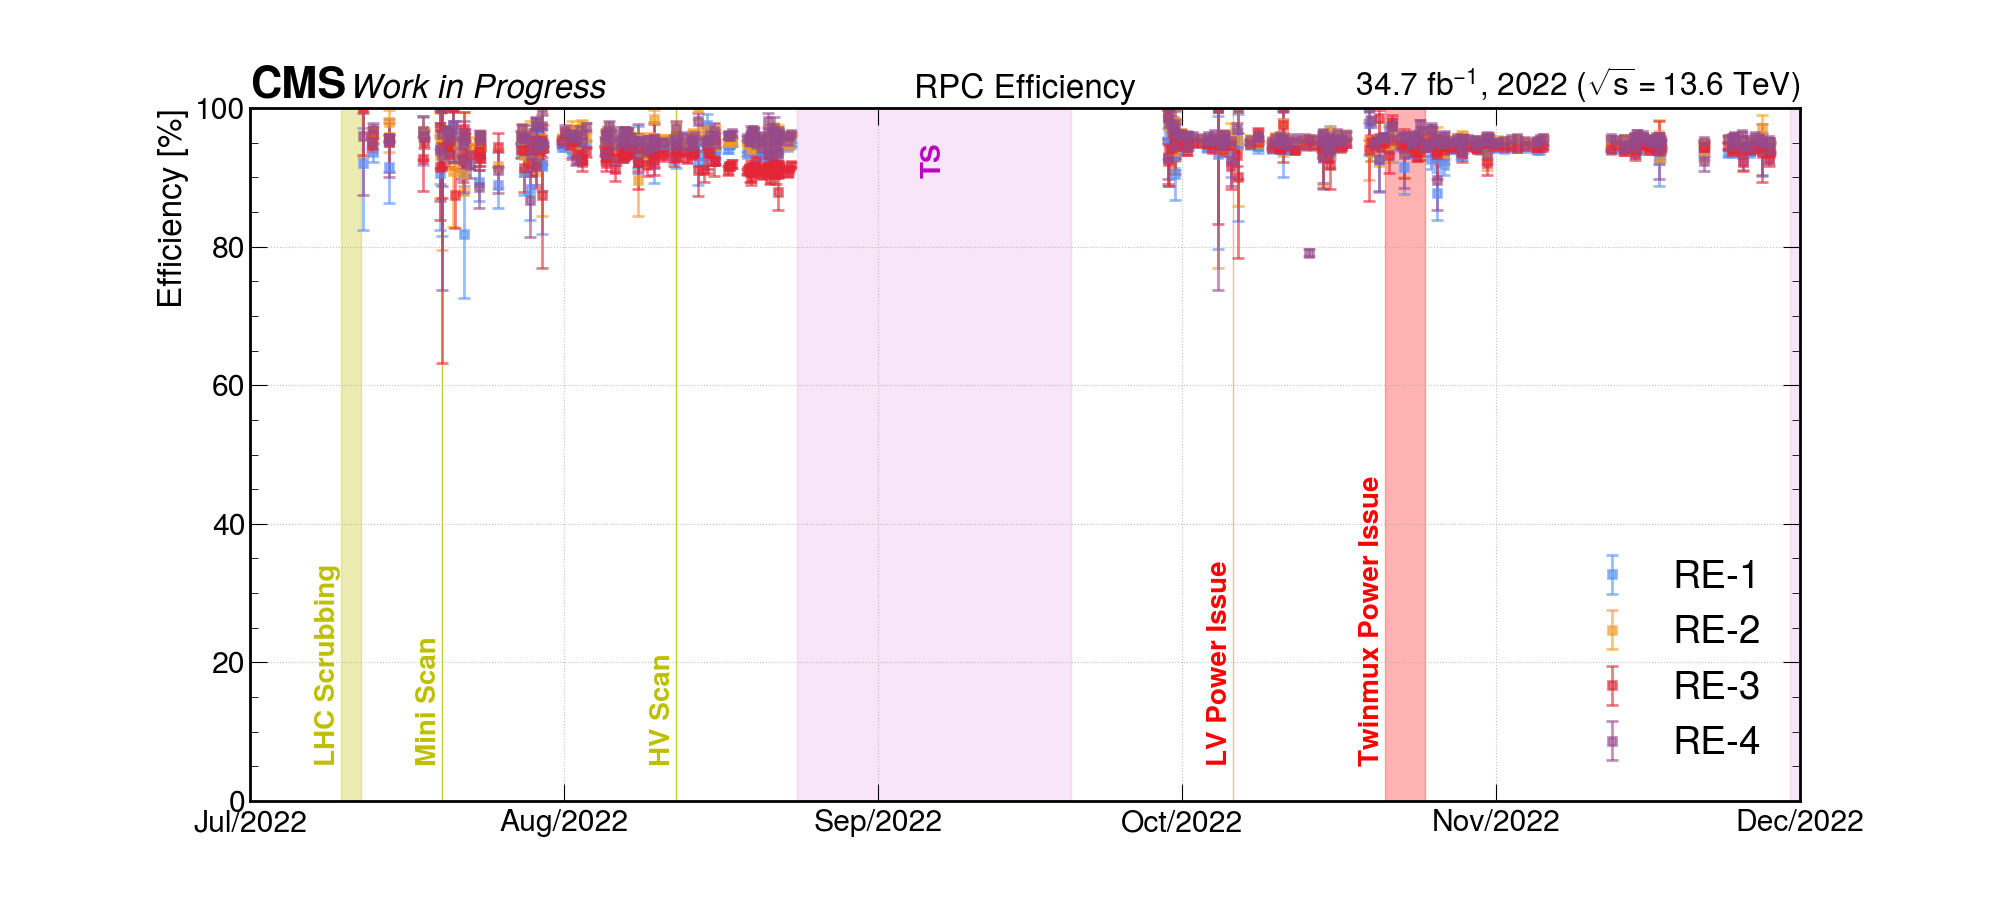 CMS Work in Progress
RPC Efficiency
34.7 fb⁻¹, 2022 (√s = 13.6 TeV)
Efficiency [%]
100
80
60
40
20
0
TS
LHC Scrubbing
Mini Scan
HV Scan
LV Power Issue
Twinmux Power Issue
RE-1
RE-2
RE-3
RE-4
Jul/2022 Aug/2022 Sep/2022 Oct/2022 Nov/2022 Dec/2022